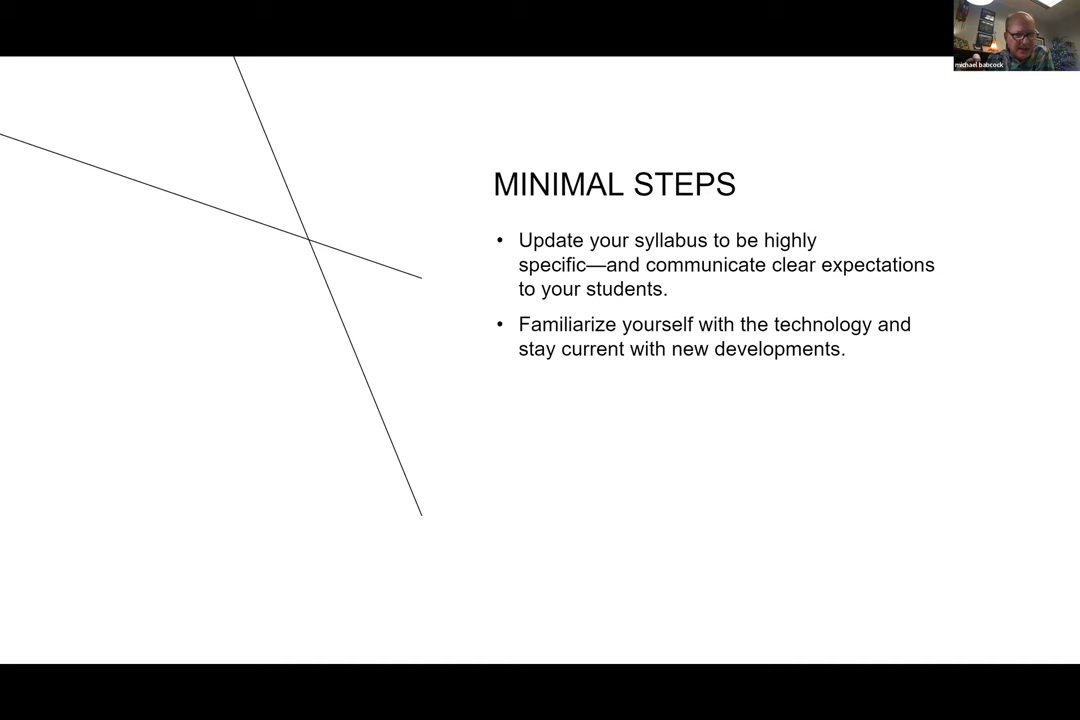 michael babcock
MINIMAL STEPS
• Update your syllabus to be highly
specific—and communicate clear expectations
to your students.
• Familiarize yourself with the technology and
stay current with new developments.